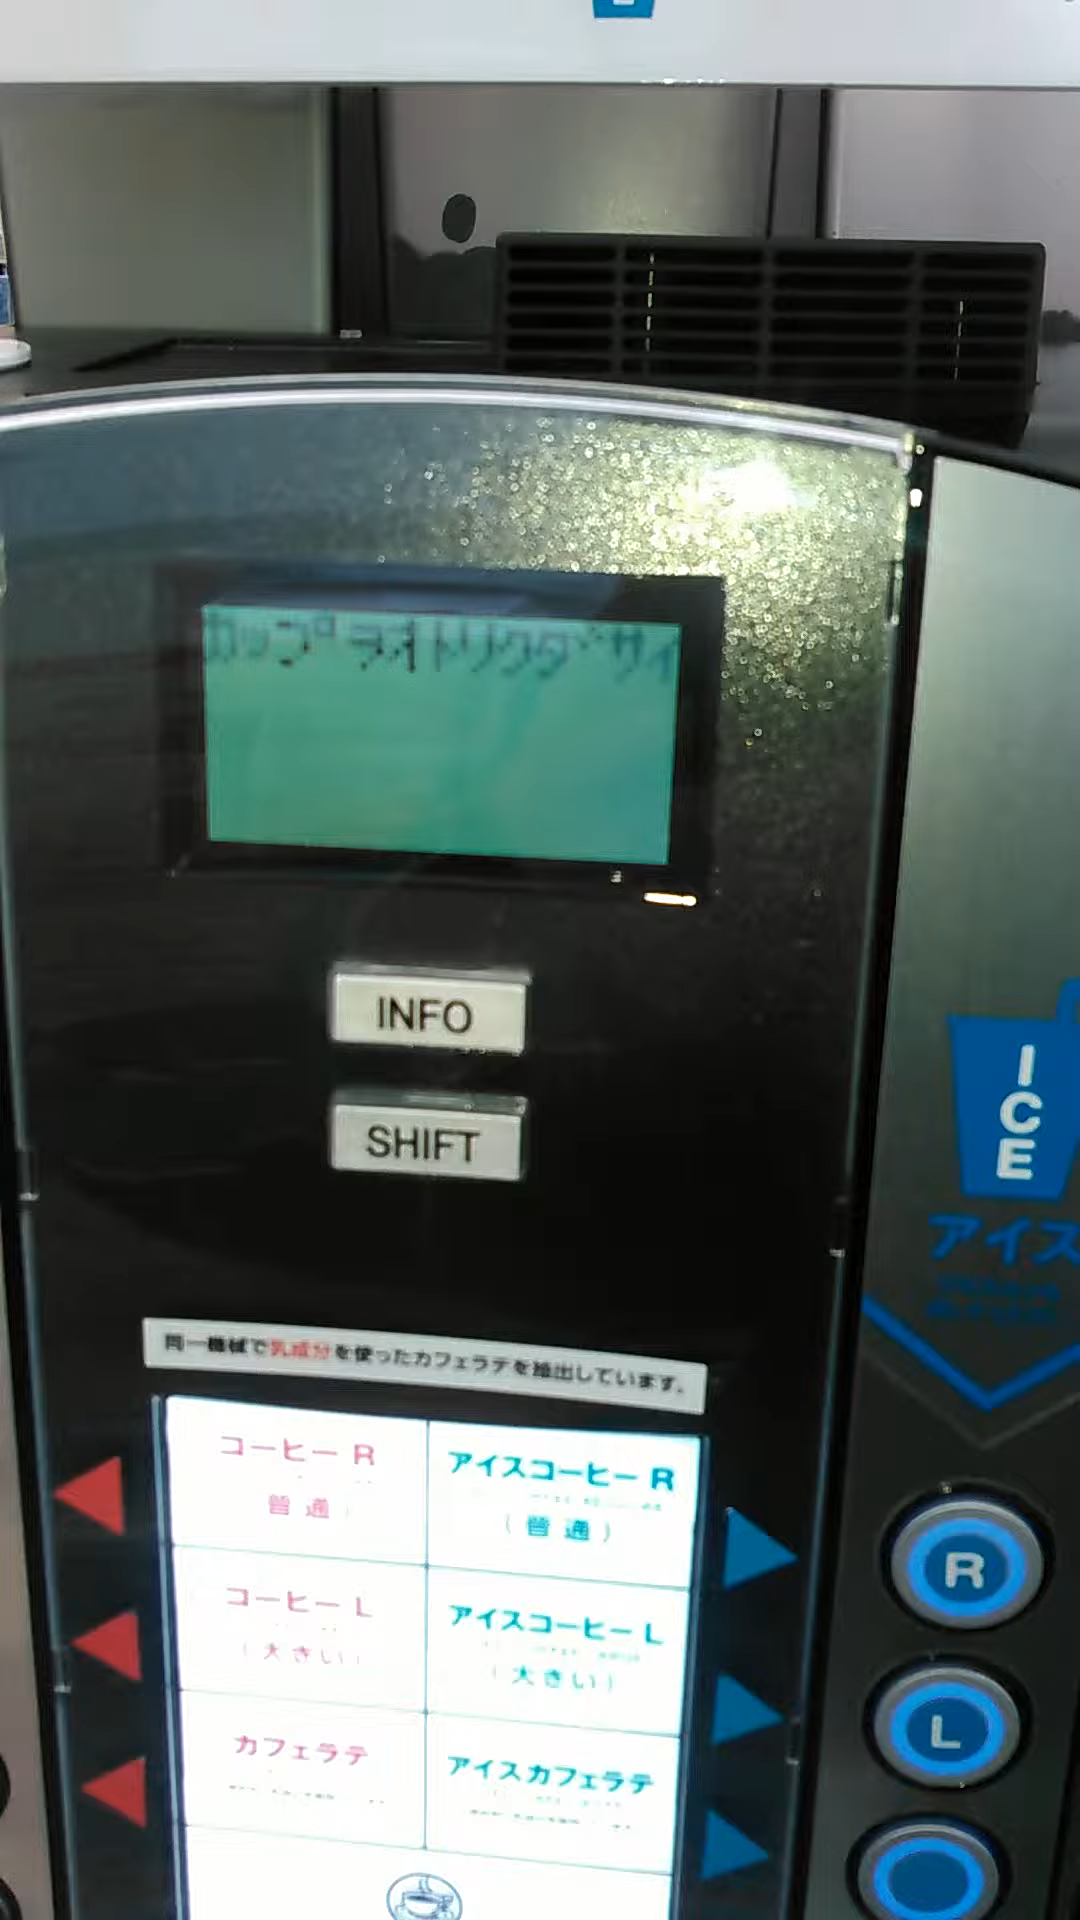 カップヲオトリクダサイ
INFO
SHIFT
ICE
アイス
同一機械で乳成分を使ったカフェラテを抽出しています。
コーヒー R
(普通)
アイスコーヒー R
(普通)
R
コーヒー L
(大きい)
アイスコーヒー L
(大きい)
L
カフェラテ
アイスカフェラテ